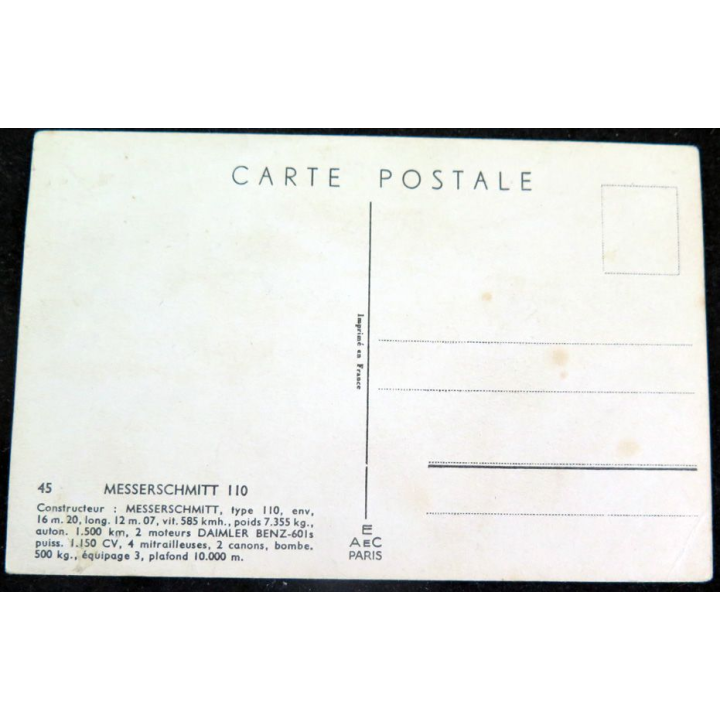 CARTE POSTALE
Imprimé en France
45 MESSERSCHMITT 110
Constructeur : MESSERSCHMITT, type 110, env,
16 m. 20, long. 12 m. 07, vit. 585 kmh., poids 7.355 kg.,
auton. 1.500 km, 2 moteurs DAIMLER BENZ-601s
puiss. 1.150 CV, 4 mitrailleuses, 2 canons, bombe.
500 kg., équipage 3, plafond 10.000 m.
E
AEC
PARIS